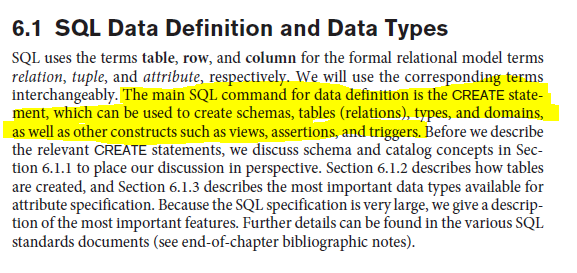 6.1 SQL Data Definition and Data Types
SQL uses the terms table, row, and column for the formal relational model terms
relation, tuple, and attribute, respectively. We will use the corresponding terms
interchangeably. The main SQL command for data definition is the CREATE state-
ment, which can be used to create schemas, tables (relations), types, and domains,
as well as other constructs such as views, assertions, and triggers. Before we describe
the relevant CREATE statements, we discuss schema and catalog concepts in Sec-
tion 6.1.1 to place our discussion in perspective. Section 6.1.2 describes how tables
are created, and Section 6.1.3 describes the most important data types available for
attribute specification. Because the SQL specification is very large, we give a descrip-
tion of the most important features. Further details can be found in the various SQL
standards documents (see end-of-chapter bibliographic notes).